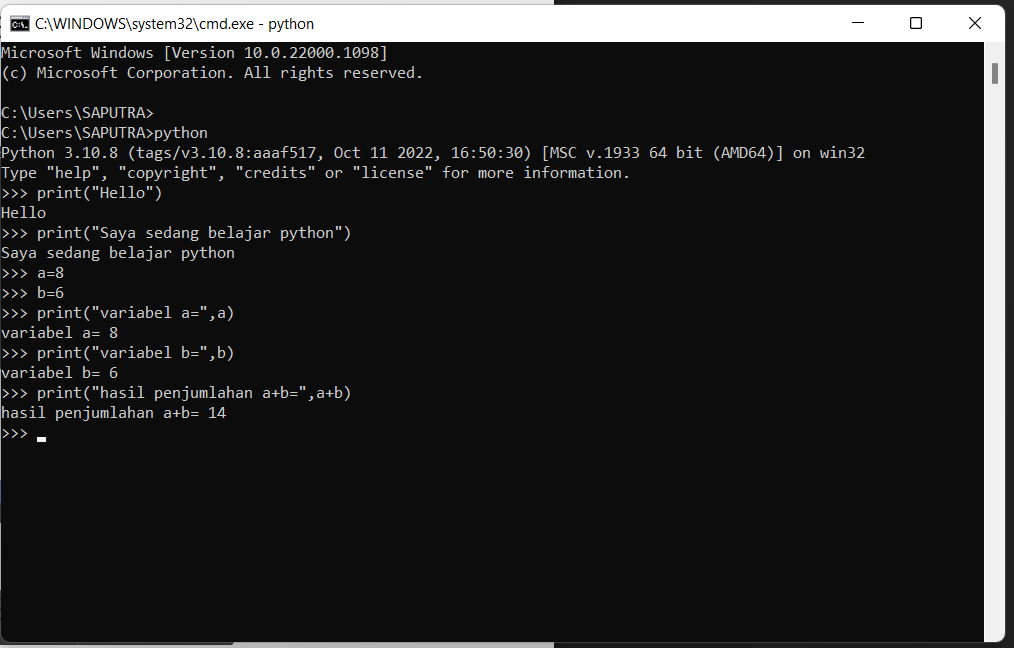 C:\WINDOWS\system32\cmd.exe - python
Microsoft Windows [Version 10.0.22000.1098]
(c) Microsoft Corporation. All rights reserved.
C:\Users\SAPUTRA>
C:\Users\SAPUTRA>python
Python 3.10.8 (tags/v3.10.8:aaaf517, Oct 11 2022, 16:50:30) [MSC v.1933 64 bit (AMD64)] on win32
Type "help", "copyright", "credits" or "license" for more information.
>>> print("Hello")
Hello
>>> print("Saya sedang belajar python")
Saya sedang belajar python
>>> a=8
>>> b=6
>>> print("variabel a=",a)
variabel a= 8
>>> print("variabel b=",b)
variabel b= 6
>>> print("hasil penjumlahan a+b=",a+b)
hasil penjumlahan a+b= 14
>>>